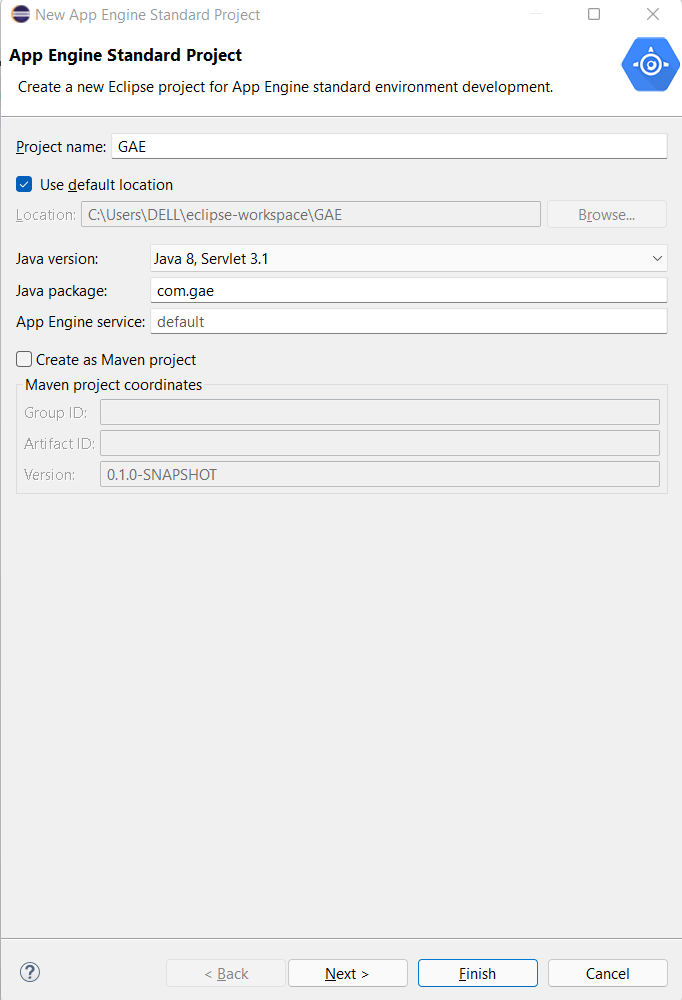 New App Engine Standard Project
App Engine Standard Project
Create a new Eclipse project for App Engine standard environment development.
Project name: GAE
Use default location
Location: C:\Users\DELL\eclipse-workspace\GAE Browse...
Java version: Java 8, Servlet 3.1
Java package: com.gae
App Engine service: default
Create as Maven project
Maven project coordinates
Group ID:
Artifact ID:
Version: 0.1.0-SNAPSHOT
? < Back Next > Finish Cancel